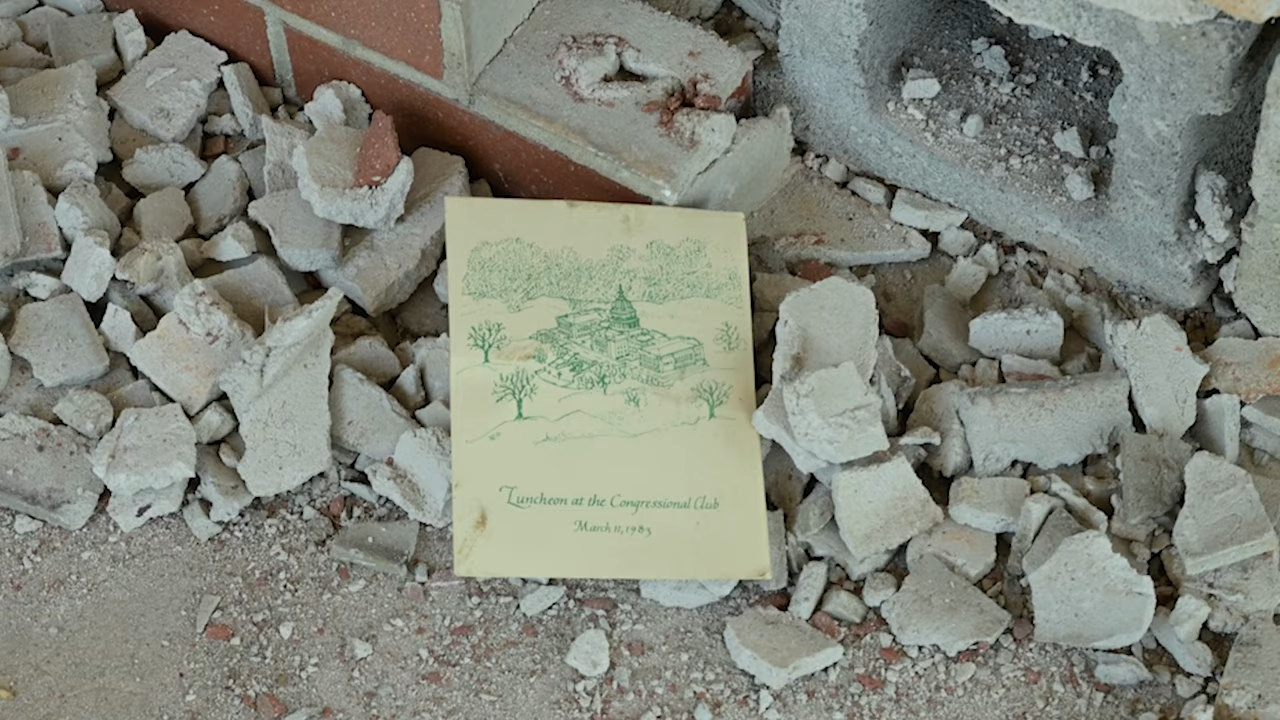 Luncheon at the Congressional Club
March 11, 1983